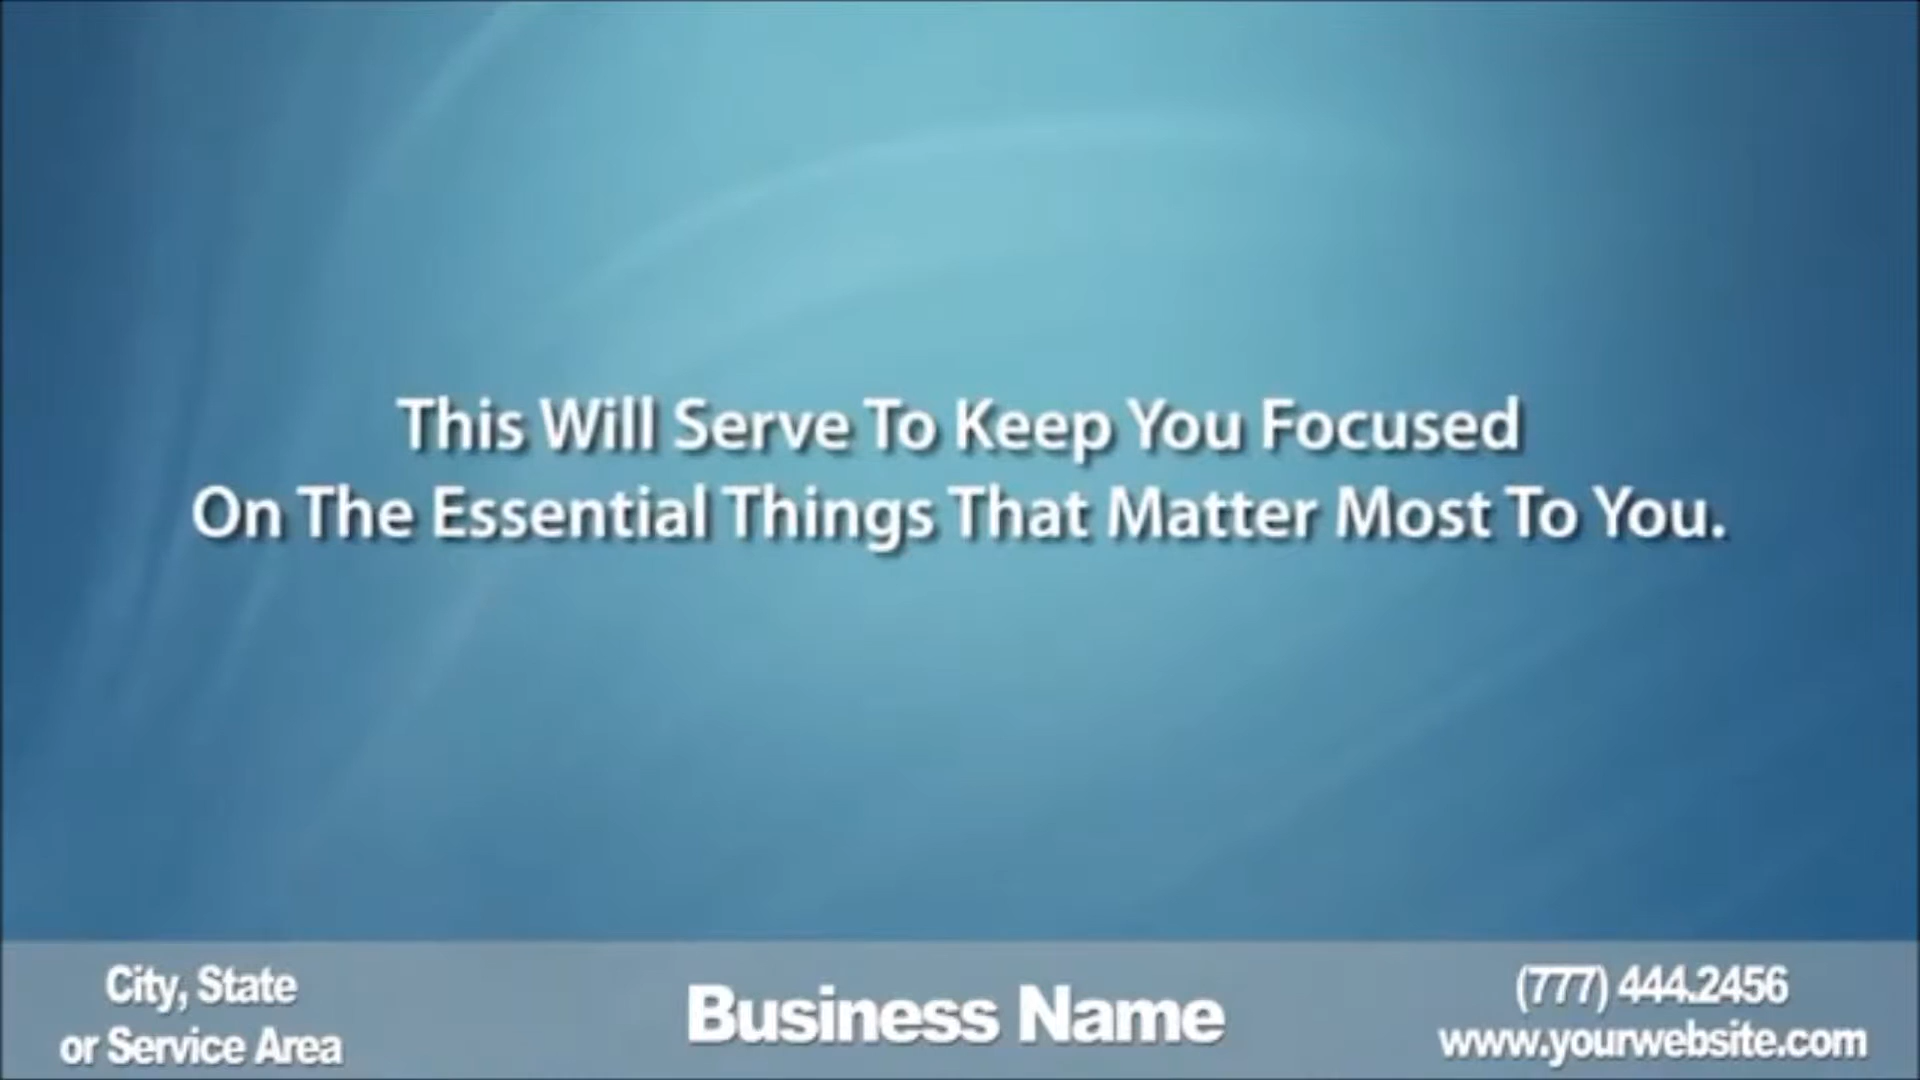 This Will Serve To Keep You Focused
On The Essential Things That Matter Most To You.
City, State
or Service Area
Business Name
(777) 444.2456
www.yourwebsite.com